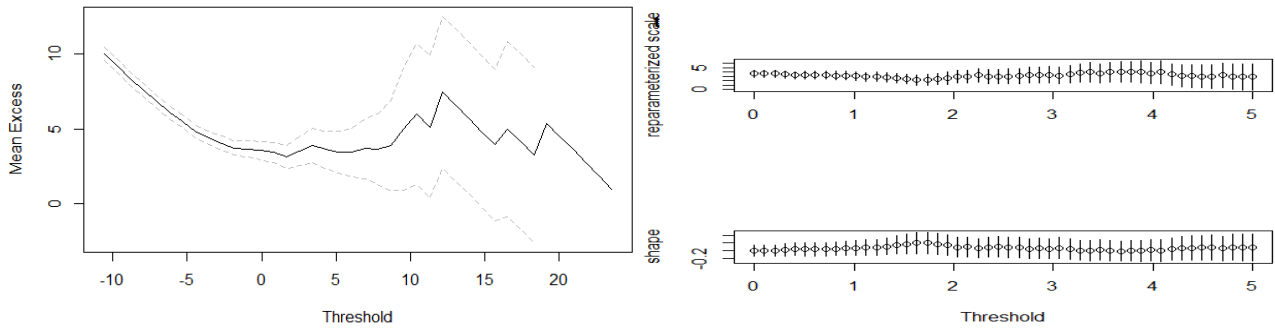 Mean Excess
10
5
0
-10 -5 0 5 10 15 20
Threshold
reparameterized scale
5
0
0 1 2 3 4 5
shape
-0.2
0 1 2 3 4 5
Threshold